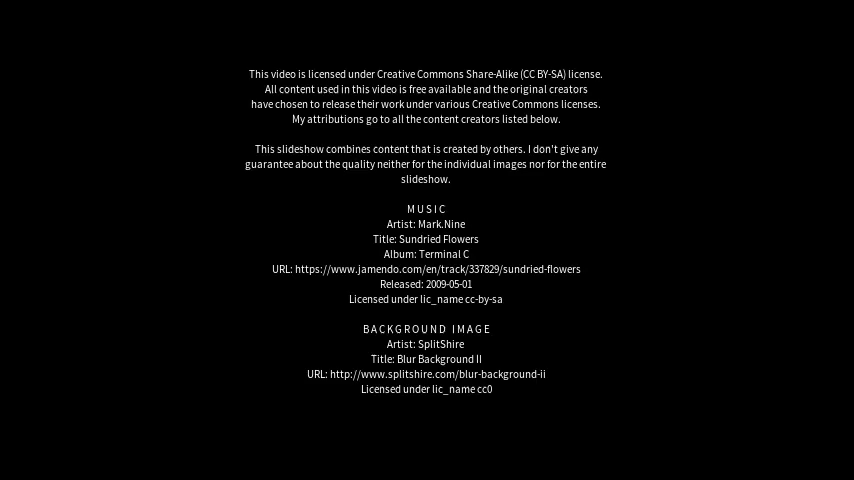 This video is licensed under Creative Commons Share-Alike (CC BY-SA) license.
All content used in this video is free available and the original creators
have chosen to release their work under various Creative Commons licenses.
My attributions go to all the content creators listed below.
This slideshow combines content that is created by others. I don't give any
guarantee about the quality neither for the individual images nor for the entire
slideshow.
MUSIC
Artist: Mark.Nine
Title: Sundried Flowers
Album: Terminal C
URL: https://www.jamendo.com/en/track/337829/sundried-flowers
Released: 2009-05-01
Licensed under lic_name cc-by-sa
BACKGROUND IMAGE
Artist: SplitShire
Title: Blur Background II
URL: http://www.splitshire.com/blur-background-ii
Licensed under lic_name cc0